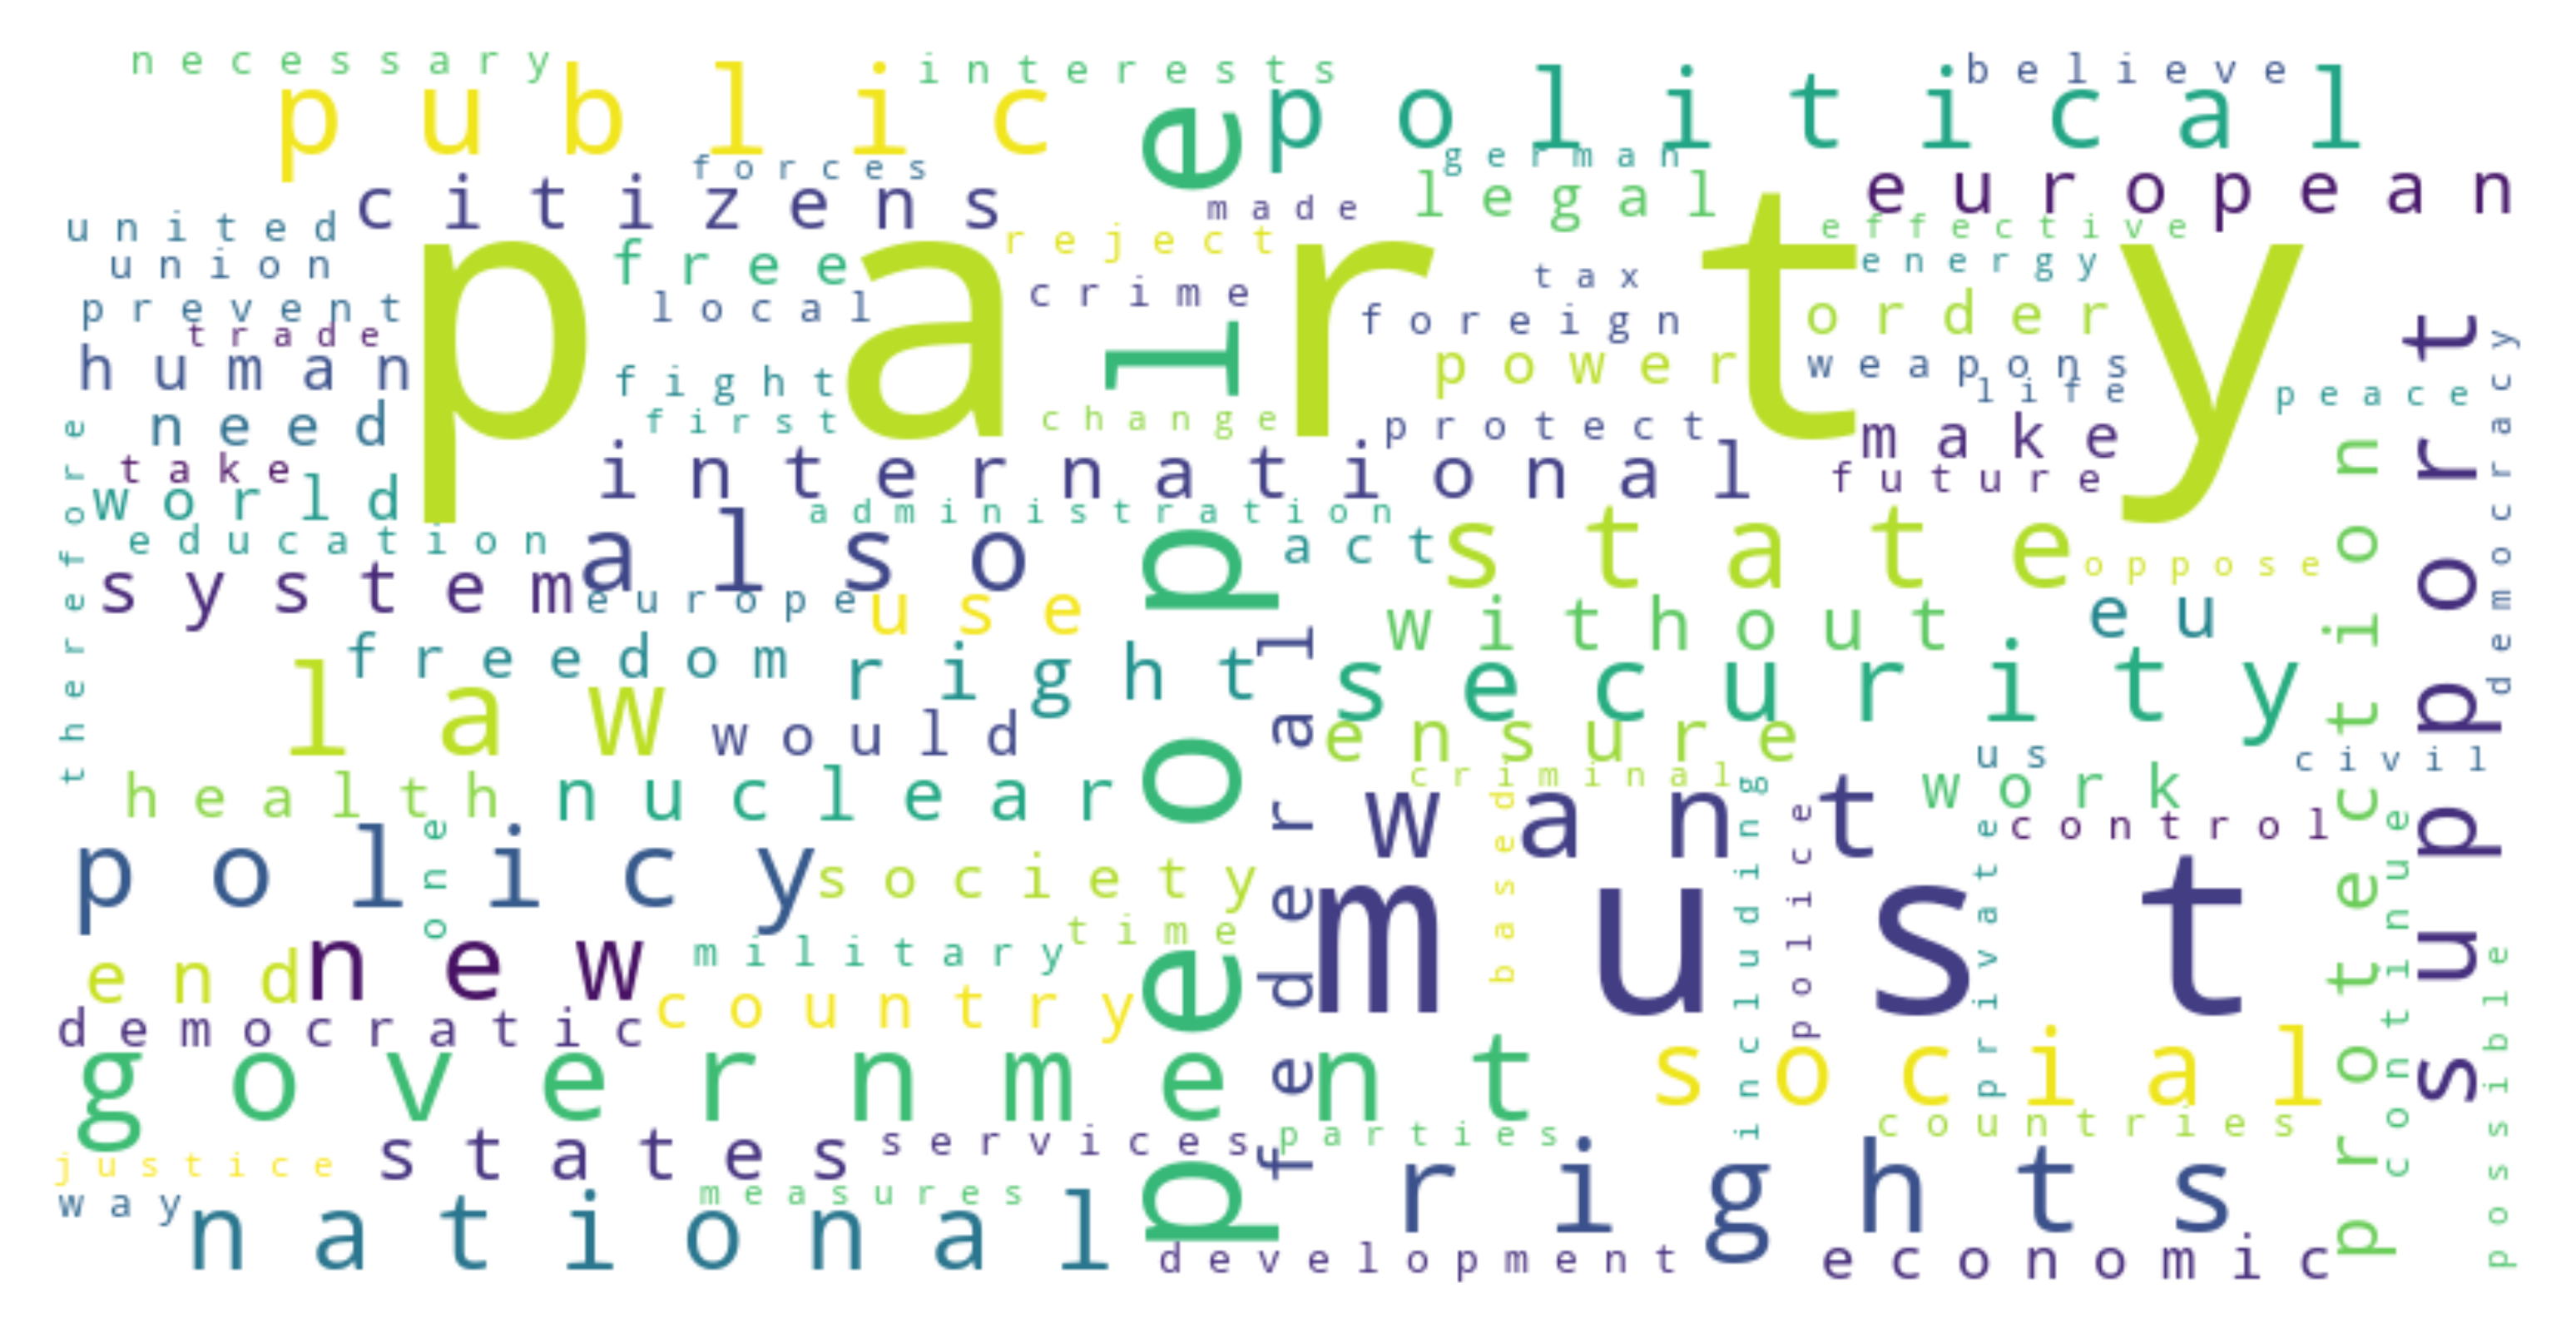 necessary
interests
believe
public
political
forces
german
citizens
made
legal
european
united
reject
effective
union
free
energy
party
tax
prevent
local
crime
foreign
order
trade
human
fight
power
weapons
life
peace
need
first
change
protect
make
take
international
future
world
administration
education
also
act
state
oppose
system
europe
use
without
eu
therefore
freedom
right
security
law
would
ensure
us
civil
health
nuclear
criminal
work
want
control
one
policy
society
must
people
federal
based
including
police
private
protection
continue
support
democracy
possible
end
new
military
time
democratic
country
government
social
states
services
parties
countries
justice
way
national
measures
rights
development
economic